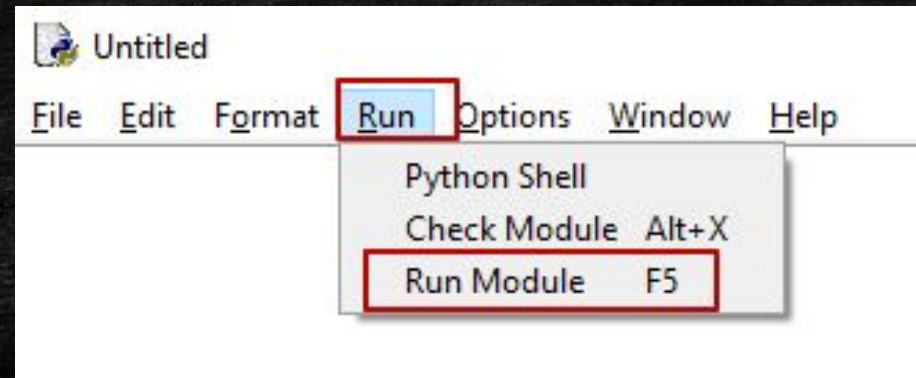 Untitled
File Edit Format Run Options Window Help
Python Shell
Check Module Alt+X
Run Module F5